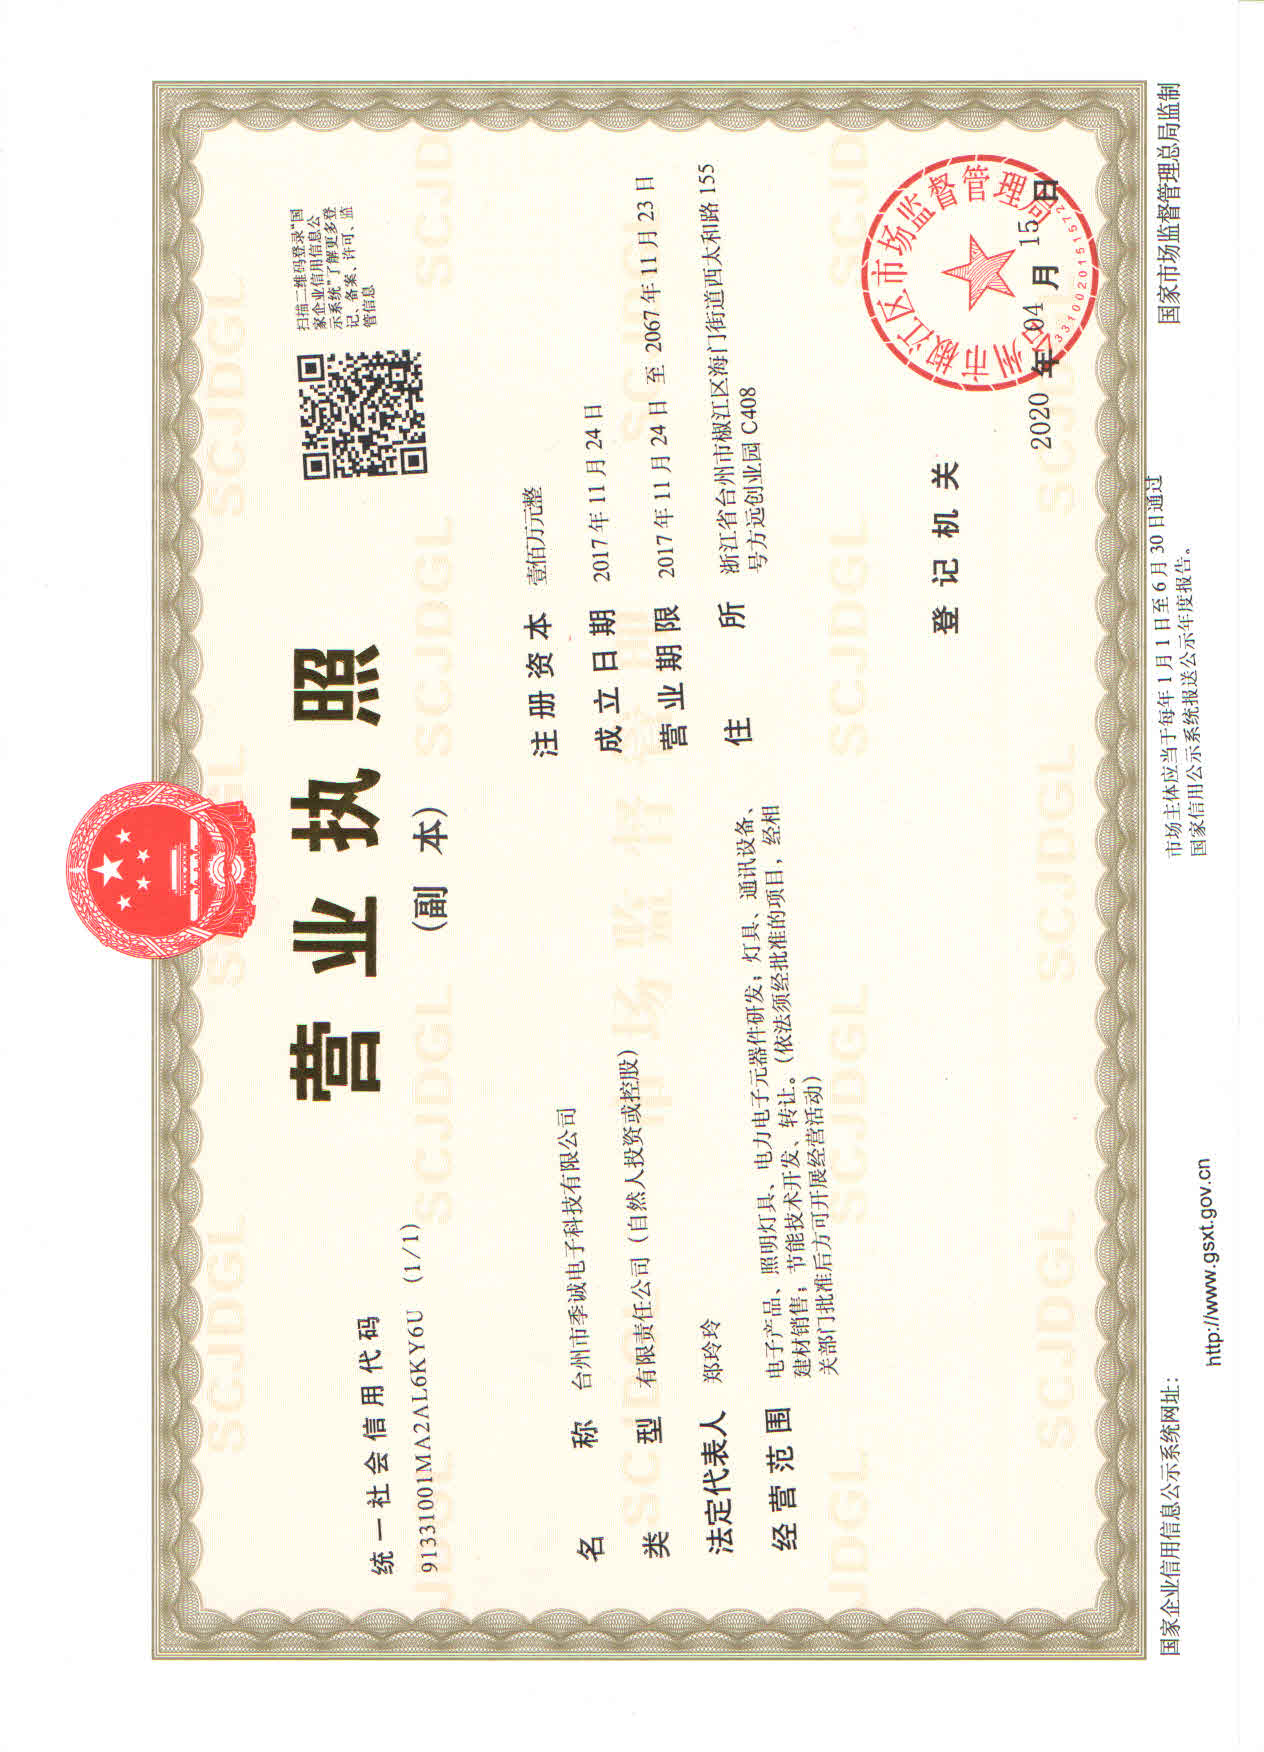 营业执照
(副 本)
统一社会信用代码
91331001MA2AL6KY6U (1/1)
扫描二维码登录“国
家企业信用信息公
示系统”了解更多登
记、备案、许可、监
管信息
名 称 台州市季诚电子科技有限公司
类 型 有限责任公司（自然人投资或控股）
法定代表人 郑玲玲
经营范围 电子产品、照明灯具、电力电子元器件研发；灯具、通讯设备、
建材销售；节能技术开发、转让。（依法须经批准的项目，经相
关部门批准后方可开展经营活动）
注册资本 壹佰万元整
成立日期 2017年11月24日
营业期限 2017年11月24日 至 2067年11月23日
住 所 浙江省台州市椒江区海门街道西太和路155
号方远创业园C408
登记机关
台州市椒江区市场监督管理局
3310020151572
2020年04月15日
国家企业信用信息公示系统网址：
http://www.gsxt.gov.cn
市场主体应当于每年1月1日至6月30日通过
国家信用公示系统报送公示年度报告。
国家市场监督管理总局监制